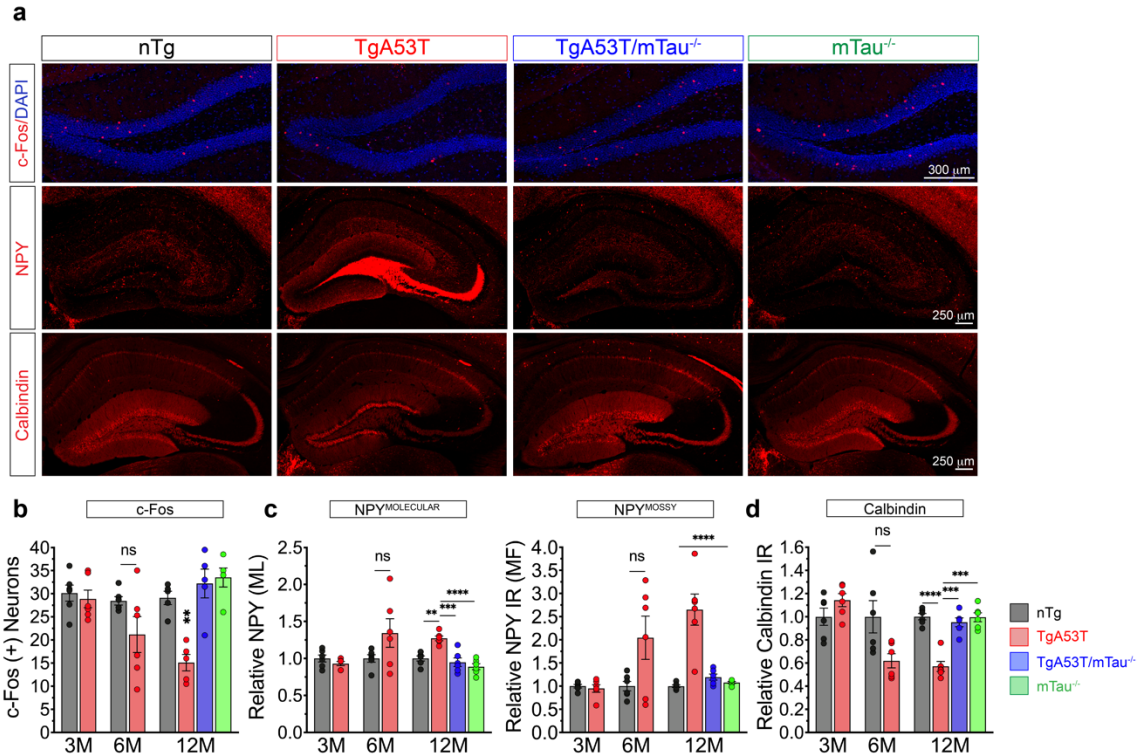 a
nTg
TgA53T
TgA53T/mTau-/-
mTau-/-
c-Fos/DAPI
300 μm
NPY
250 μm
Calbindin
250 μm
b
c-Fos
c-Fos (+) Neurons
40
35
30
25
20
15
10
5
0
ns
**
3M 6M 12M
c
NPYMOLECULAR
Relative NPY (ML)
2.5
2.0
1.5
1.0
0.5
0.0
ns
****
** ***
3M 6M 12M
NPYMOSSY
Relative NPY IR (MF)
4.0
3.5
3.0
2.5
2.0
1.5
1.0
0.5
0.0
ns
****
3M 6M 12M
d
Calbindin
Relative Calbindin IR
1.6
1.4
1.2
1.0
0.8
0.6
0.4
0.2
0.0
ns
***
**** ***
3M 6M 12M
nTg
TgA53T
TgA53T/mTau-/-
mTau-/-